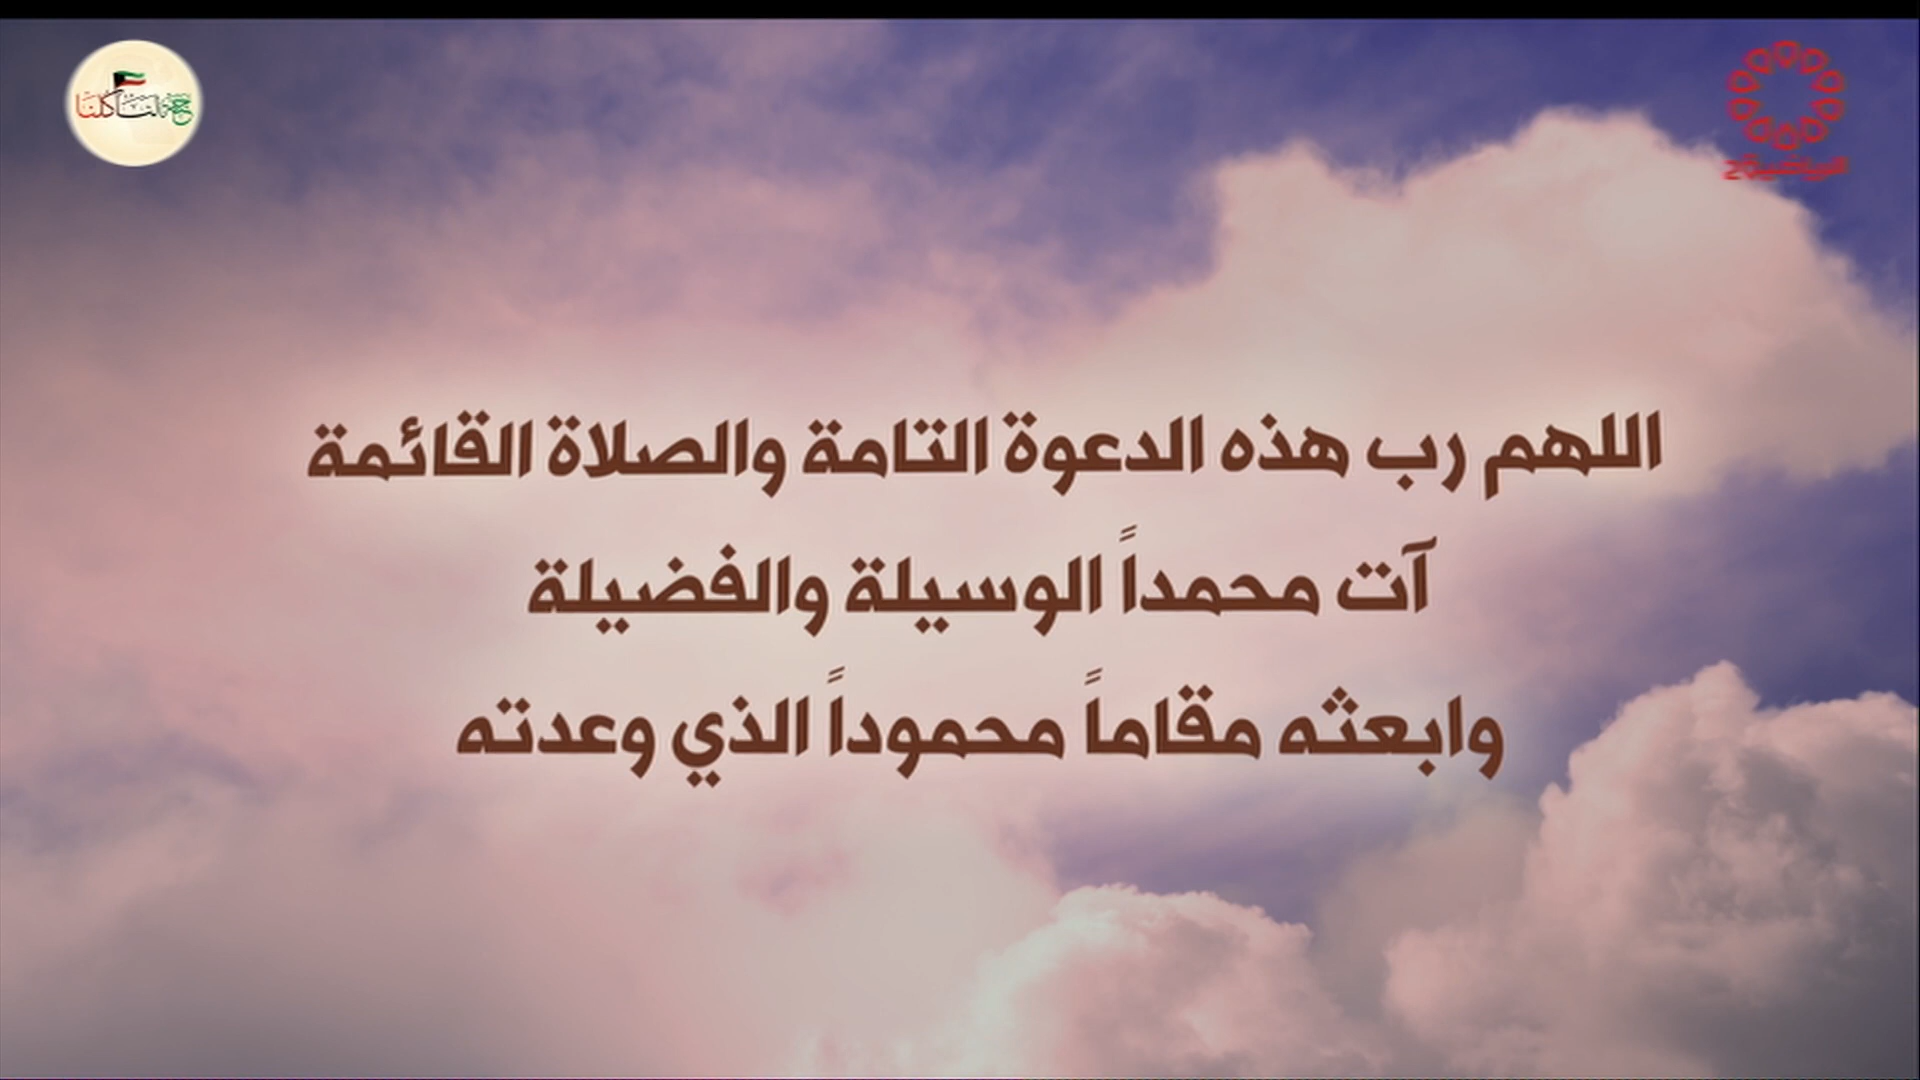 اللهم رب هذه الدعوة التامة والصلاة القائمة
آت محمداً الوسيلة والفضيلة
وابعثه مقاماً محموداً الذي وعدته